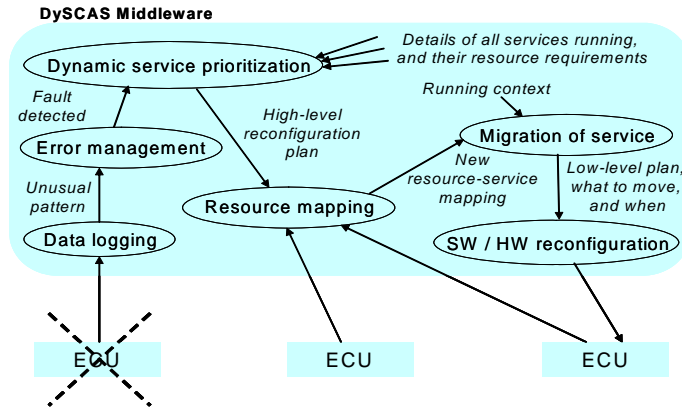 DySCAS Middleware
Details of all services running,
and their resource requirements
Dynamic service prioritization
Fault
detected
High-level
reconfiguration
plan
Running context
Error management
Migration of service
Unusual
pattern
New
resource-service
mapping
Low-level plan,
what to move,
and when
Resource mapping
Data logging
SW / HW reconfiguration
ECU
ECU
ECU